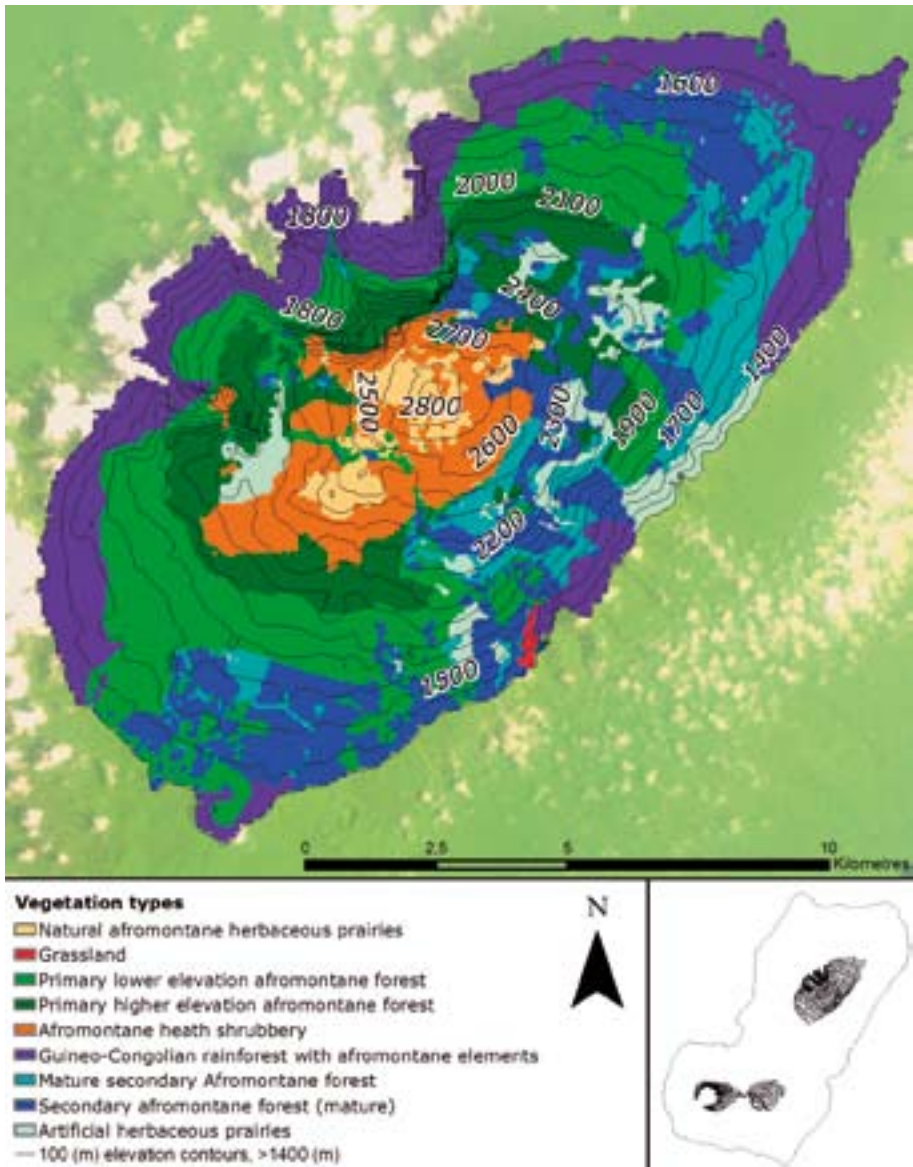 1600
2000
2100
1800
1800
2700
2500
2800
2300
1900
1700
2600
2200
1500
0 2,5 5 10
Kilometres
Vegetation types
Natural afromontane herbaceous prairies
Grassland
Primary lower elevation afromontane forest
Primary higher elevation afromontane forest
Afromontane heath shrubbery
Guineo-Congolian rainforest with afromontane elements
Mature secondary Afromontane forest
Secondary afromontane forest (mature)
Artificial herbaceous prairies
100 (m) elevation contours, >1400 (m)
N